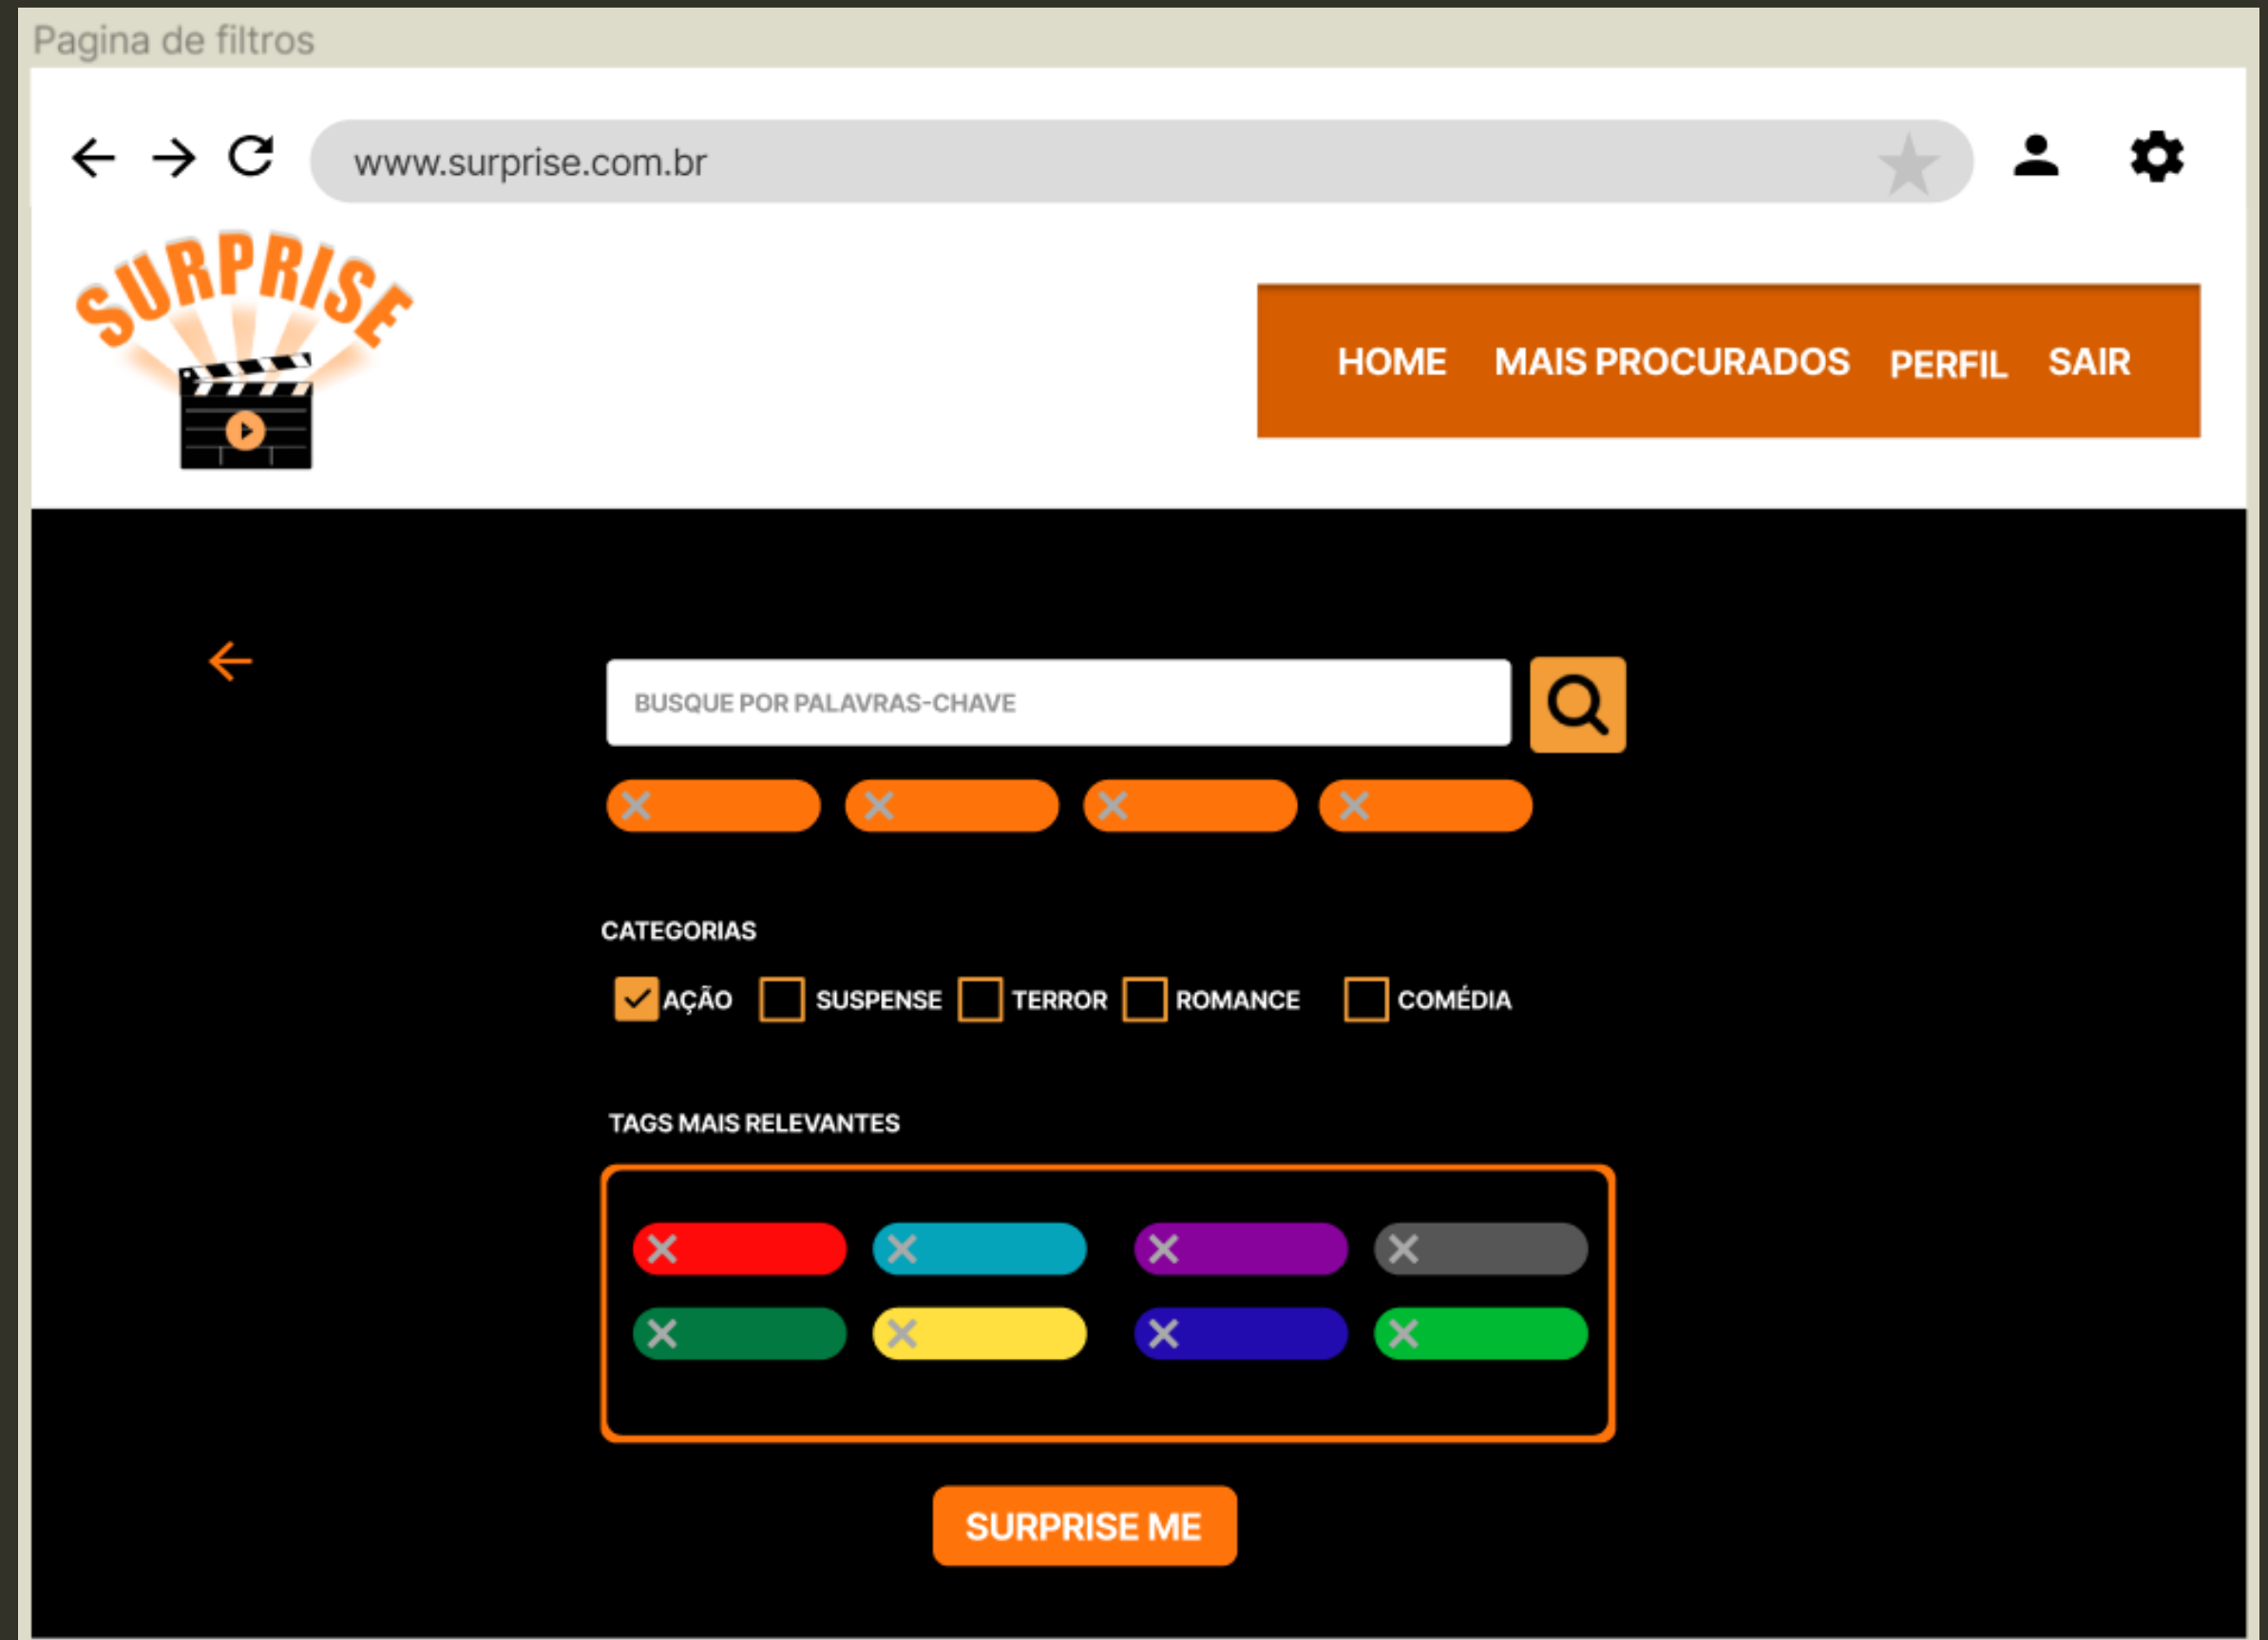 Pagina de filtros
www.surprise.com.br
SURPRISE
HOME MAIS PROCURADOS PERFIL SAIR
BUSQUE POR PALAVRAS-CHAVE
CATEGORIAS
AÇÃO SUSPENSE TERROR ROMANCE COMÉDIA
TAGS MAIS RELEVANTES
SURPRISE ME